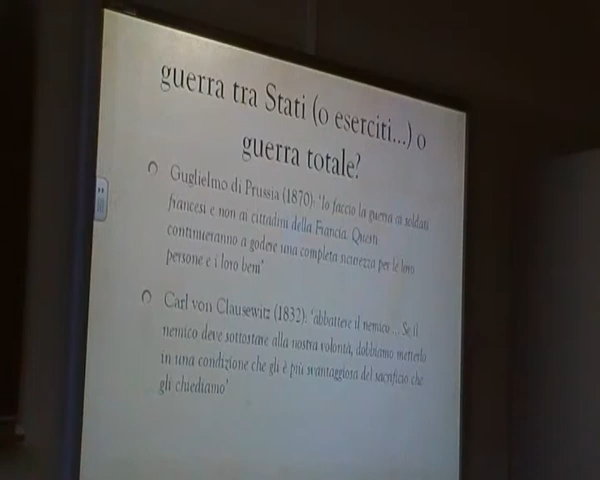 guerra tra Stati (o eserciti...) o
guerra totale?
Guglielmo di Prussia (1870): 'Io faccio la guerra ai soldati
francesi e non ai cittadini della Francia. Questi
continueranno a godere una completa sicurezza per le loro
persone e i loro beni'
Carl von Clausewitz (1832): 'abbattere il nemico ... Se il
nemico deve sottostare alla nostra volontà, dobbiamo metterlo
in una condizione che gli è più svantaggiosa del sacrificio che
gli chiediamo'